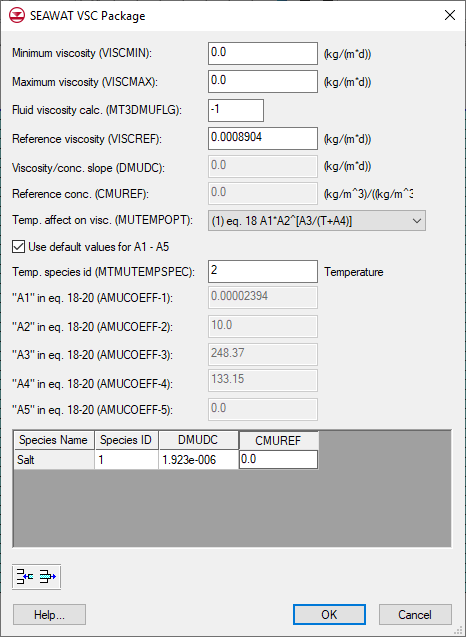 SEAWAT VSC Package
Minimum viscosity (VISCMIN): 0.0 (kg/(m*d))
Maximum viscosity (VISCMAX): 0.0 (kg/(m*d))
Fluid viscosity calc. (MT3DMUFLG): -1
Reference viscosity (VISCREF): 0.0008904 (kg/(m*d))
Viscosity/conc. slope (DMUDC): 0.0 (kg/(m*d))
Reference conc. (CMUREF): 0.0 (kg/m^3)/((kg/m^3
Temp. affect on visc. (MUTEMPOPT): (1) eq. 18 A1*A2^[A3/(T+A4)]
Use default values for A1 - A5
Temp. species id (MTMUTEMPSPEC): 2 Temperature
"A1" in eq. 18-20 (AMUCOEFF-1): 0.00002394
"A2" in eq. 18-20 (AMUCOEFF-2): 10.0
"A3" in eq. 18-20 (AMUCOEFF-3): 248.37
"A4" in eq. 18-20 (AMUCOEFF-4): 133.15
"A5" in eq. 18-20 (AMUCOEFF-5): 0.0
Species Name Species ID DMUDC CMUREF
Salt 1 1.923e-006 0.0
Help... OK Cancel